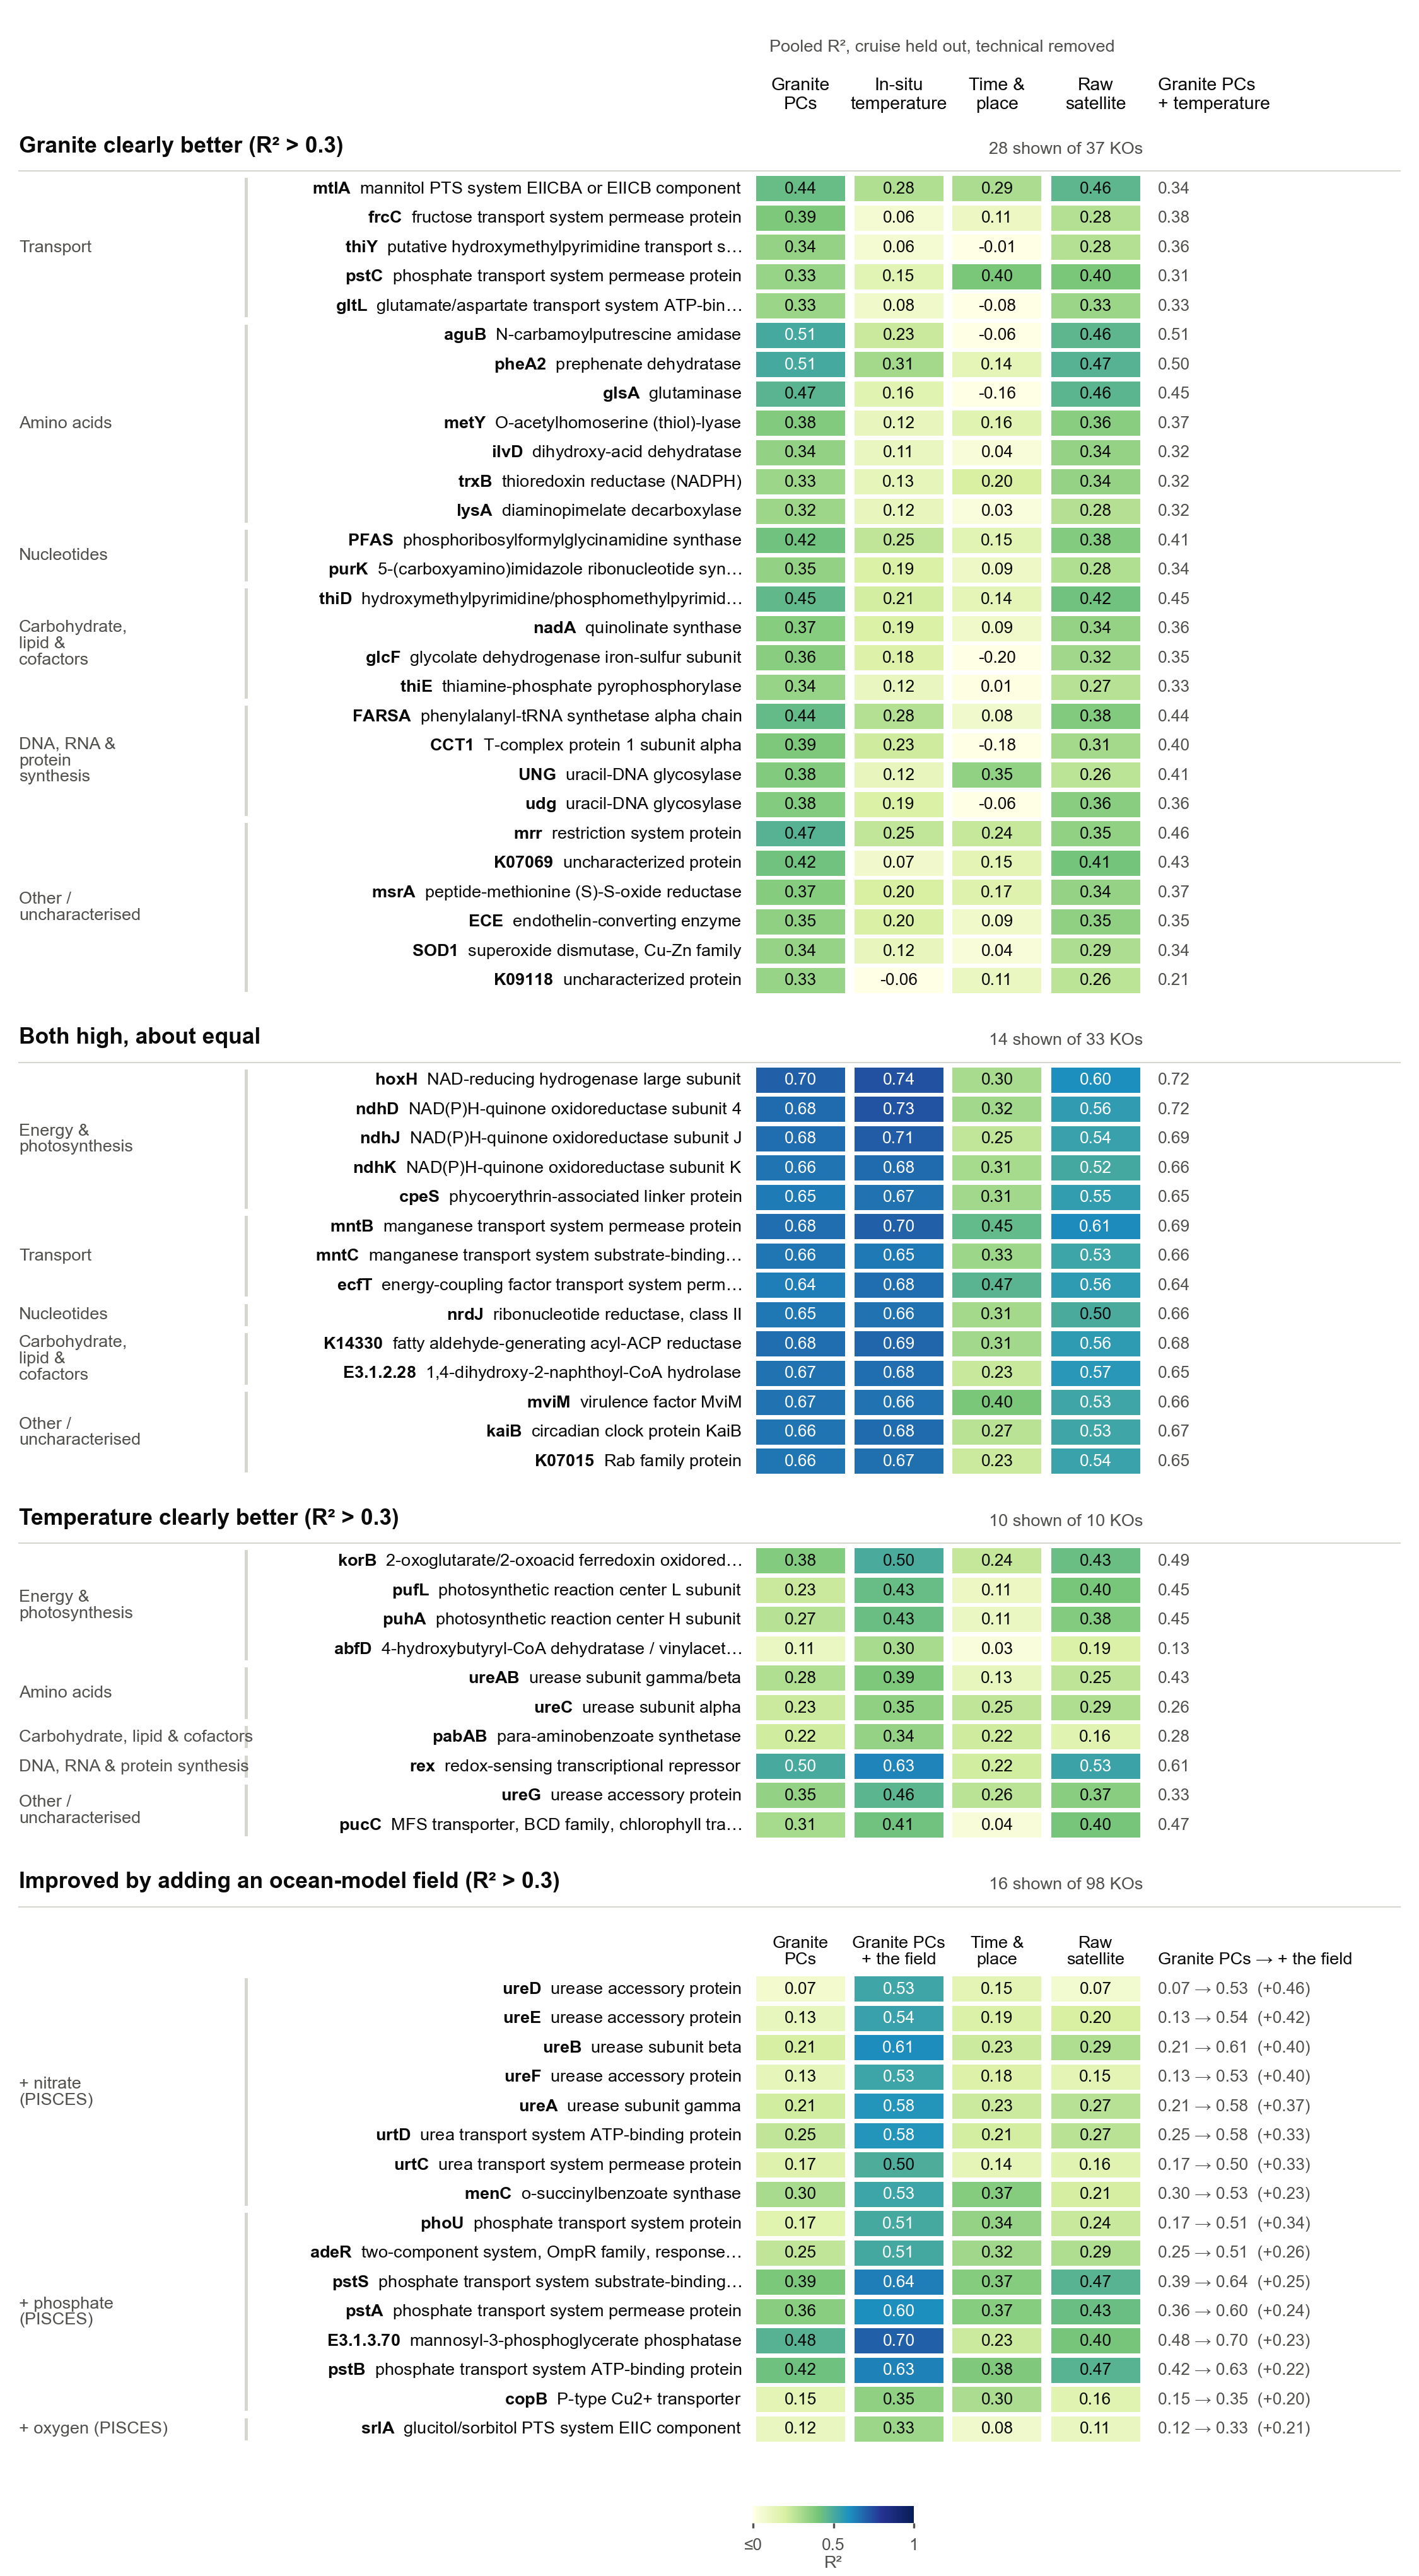 Pooled R², cruise held out, technical removed
Granite PCs In-situ temperature Time & place Raw satellite Granite PCs + temperature
Granite clearly better (R² > 0.3) 28 shown of 37 KOs
Transport
mtlA mannitol PTS system EIICBA or EIICB component 0.44 0.28 0.29 0.46 0.34
frcC fructose transport system permease protein 0.39 0.06 0.11 0.28 0.38
thiY putative hydroxymethylpyrimidine transport s… 0.34 0.06 -0.01 0.28 0.36
pstC phosphate transport system permease protein 0.33 0.15 0.40 0.40 0.31
gltL glutamate/aspartate transport system ATP-bin… 0.33 0.08 -0.08 0.33 0.33
Amino acids
aguB N-carbamoylputrescine amidase 0.51 0.23 -0.06 0.46 0.51
pheA2 prephenate dehydratase 0.51 0.31 0.14 0.47 0.50
glsA glutaminase 0.47 0.16 -0.16 0.46 0.45
metY O-acetylhomoserine (thiol)-lyase 0.38 0.12 0.16 0.36 0.37
ilvD dihydroxy-acid dehydratase 0.34 0.11 0.04 0.34 0.32
trxB thioredoxin reductase (NADPH) 0.33 0.13 0.20 0.34 0.32
lysA diaminopimelate decarboxylase 0.32 0.12 0.03 0.28 0.32
Nucleotides
PFAS phosphoribosylformylglycinamidine synthase 0.42 0.25 0.15 0.38 0.41
purK 5-(carboxyamino)imidazole ribonucleotide syn… 0.35 0.19 0.09 0.28 0.34
Carbohydrate,
lipid &
cofactors
thiD hydroxymethylpyrimidine/phosphomethylpyrimid… 0.45 0.21 0.14 0.42 0.45
nadA quinolinate synthase 0.37 0.19 0.09 0.34 0.36
glcF glycolate dehydrogenase iron-sulfur subunit 0.36 0.18 -0.20 0.32 0.35
thiE thiamine-phosphate pyrophosphorylase 0.34 0.12 0.01 0.27 0.33
DNA, RNA &
protein
synthesis
FARSA phenylalanyl-tRNA synthetase alpha chain 0.44 0.28 0.08 0.38 0.44
CCT1 T-complex protein 1 subunit alpha 0.39 0.23 -0.18 0.31 0.40
UNG uracil-DNA glycosylase 0.38 0.12 0.35 0.26 0.41
udg uracil-DNA glycosylase 0.38 0.19 -0.06 0.36 0.36
Other /
uncharacterised
mrr restriction system protein 0.47 0.25 0.24 0.35 0.46
K07069 uncharacterized protein 0.42 0.07 0.15 0.41 0.43
msrA peptide-methionine (S)-S-oxide reductase 0.37 0.20 0.17 0.34 0.37
ECE endothelin-converting enzyme 0.35 0.20 0.09 0.35 0.35
SOD1 superoxide dismutase, Cu-Zn family 0.34 0.12 0.04 0.29 0.34
K09118 uncharacterized protein 0.33 -0.06 0.11 0.26 0.21
Both high, about equal 14 shown of 33 KOs
Energy &
photosynthesis
hoxH NAD-reducing hydrogenase large subunit 0.70 0.74 0.30 0.60 0.72
ndhD NAD(P)H-quinone oxidoreductase subunit 4 0.68 0.73 0.32 0.56 0.72
ndhJ NAD(P)H-quinone oxidoreductase subunit J 0.68 0.71 0.25 0.54 0.69
ndhK NAD(P)H-quinone oxidoreductase subunit K 0.66 0.68 0.31 0.52 0.66
cpeS phycoerythrin-associated linker protein 0.65 0.67 0.31 0.55 0.65
Transport
mntB manganese transport system permease protein 0.68 0.70 0.45 0.61 0.69
mntC manganese transport system substrate-binding… 0.66 0.65 0.33 0.53 0.66
ecfT energy-coupling factor transport system perm… 0.64 0.68 0.47 0.56 0.64
Nucleotides
nrdJ ribonucleotide reductase, class II 0.65 0.66 0.31 0.50 0.66
Carbohydrate,
lipid &
cofactors
K14330 fatty aldehyde-generating acyl-ACP reductase 0.68 0.69 0.31 0.56 0.68
E3.1.2.28 1,4-dihydroxy-2-naphthoyl-CoA hydrolase 0.67 0.68 0.23 0.57 0.65
Other /
uncharacterised
mviM virulence factor MviM 0.67 0.66 0.40 0.53 0.66
kaiB circadian clock protein KaiB 0.66 0.68 0.27 0.53 0.67
K07015 Rab family protein 0.66 0.67 0.23 0.54 0.65
Temperature clearly better (R² > 0.3) 10 shown of 10 KOs
Energy &
photosynthesis
korB 2-oxoglutarate/2-oxoacid ferredoxin oxidored… 0.38 0.50 0.24 0.43 0.49
pufL photosynthetic reaction center L subunit 0.23 0.43 0.11 0.40 0.45
puhA photosynthetic reaction center H subunit 0.27 0.43 0.11 0.38 0.45
abfD 4-hydroxybutyryl-CoA dehydratase / vinylacet… 0.11 0.30 0.03 0.19 0.13
Amino acids
ureAB urease subunit gamma/beta 0.28 0.39 0.13 0.25 0.43
ureC urease subunit alpha 0.23 0.35 0.25 0.29 0.26
Carbohydrate, lipid & cofactors
pabAB para-aminobenzoate synthetase 0.22 0.34 0.22 0.16 0.28
DNA, RNA & protein synthesis
rex redox-sensing transcriptional repressor 0.50 0.63 0.22 0.53 0.61
Other /
uncharacterised
ureG urease accessory protein 0.35 0.46 0.26 0.37 0.33
pucC MFS transporter, BCD family, chlorophyll tra… 0.31 0.41 0.04 0.40 0.47
Improved by adding an ocean-model field (R² > 0.3) 16 shown of 98 KOs
Granite PCs Granite PCs + the field Time & place Raw satellite Granite PCs → + the field
+ nitrate
(PISCES)
ureD urease accessory protein 0.07 0.53 0.15 0.07 0.07 → 0.53 (+0.46)
ureE urease accessory protein 0.13 0.54 0.19 0.20 0.13 → 0.54 (+0.42)
ureB urease subunit beta 0.21 0.61 0.23 0.29 0.21 → 0.61 (+0.40)
ureF urease accessory protein 0.13 0.53 0.18 0.15 0.13 → 0.53 (+0.40)
ureA urease subunit gamma 0.21 0.58 0.23 0.27 0.21 → 0.58 (+0.37)
urtD urea transport system ATP-binding protein 0.25 0.58 0.21 0.27 0.25 → 0.58 (+0.33)
urtC urea transport system permease protein 0.17 0.50 0.14 0.16 0.17 → 0.50 (+0.33)
menC o-succinylbenzoate synthase 0.30 0.53 0.37 0.21 0.30 → 0.53 (+0.23)
+ phosphate
(PISCES)
phoU phosphate transport system protein 0.17 0.51 0.34 0.24 0.17 → 0.51 (+0.34)
adeR two-component system, OmpR family, response… 0.25 0.51 0.32 0.29 0.25 → 0.51 (+0.26)
pstS phosphate transport system substrate-binding… 0.39 0.64 0.37 0.47 0.39 → 0.64 (+0.25)
pstA phosphate transport system permease protein 0.36 0.60 0.37 0.43 0.36 → 0.60 (+0.24)
E3.1.3.70 mannosyl-3-phosphoglycerate phosphatase 0.48 0.70 0.23 0.40 0.48 → 0.70 (+0.23)
pstB phosphate transport system ATP-binding protein 0.42 0.63 0.38 0.47 0.42 → 0.63 (+0.22)
copB P-type Cu2+ transporter 0.15 0.35 0.30 0.16 0.15 → 0.35 (+0.20)
+ oxygen (PISCES)
srlA glucitol/sorbitol PTS system EIIC component 0.12 0.33 0.08 0.11 0.12 → 0.33 (+0.21)
≤0 0.5 1
R²